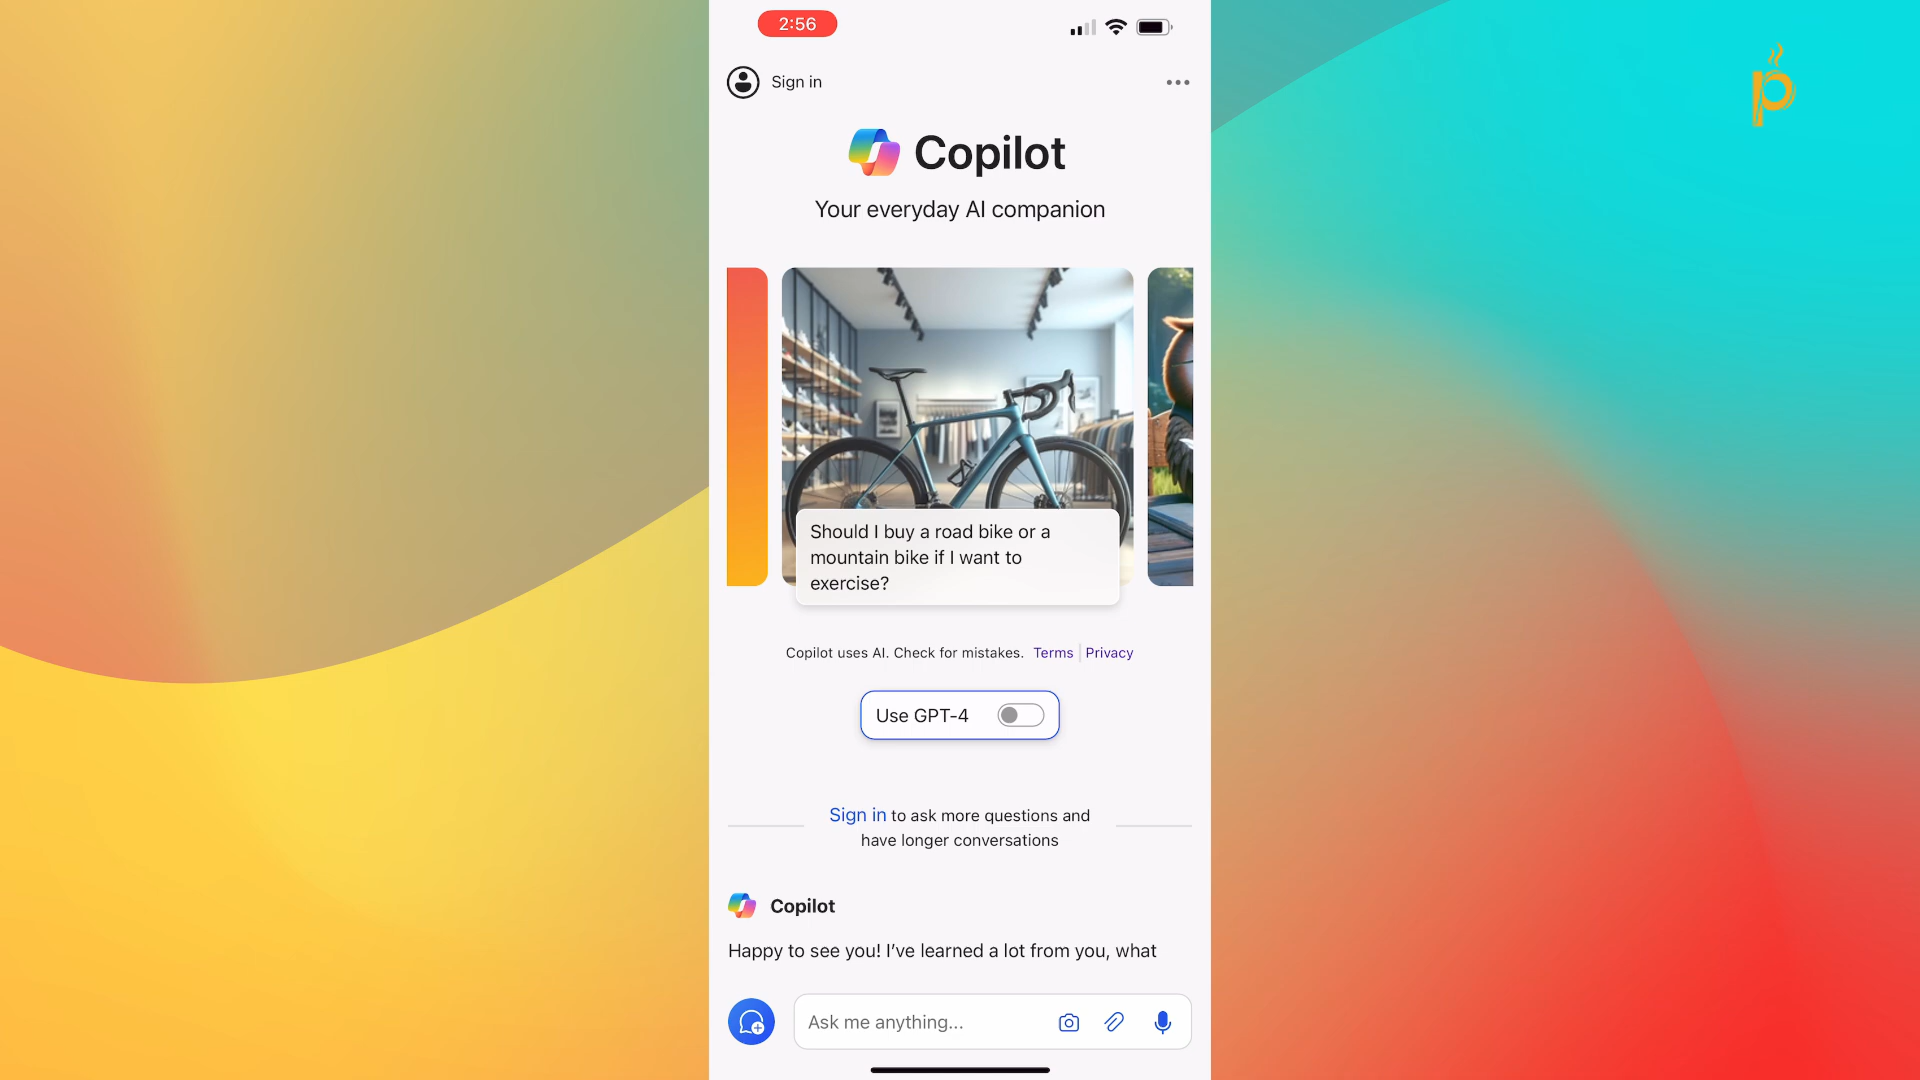 2:56
Sign in
Copilot
Your everyday AI companion
Should I buy a road bike or a
mountain bike if I want to
exercise?
Copilot uses AI. Check for mistakes. Terms | Privacy
Use GPT-4
Sign in to ask more questions and
have longer conversations
Copilot
Happy to see you! I’ve learned a lot from you, what
Ask me anything...
p